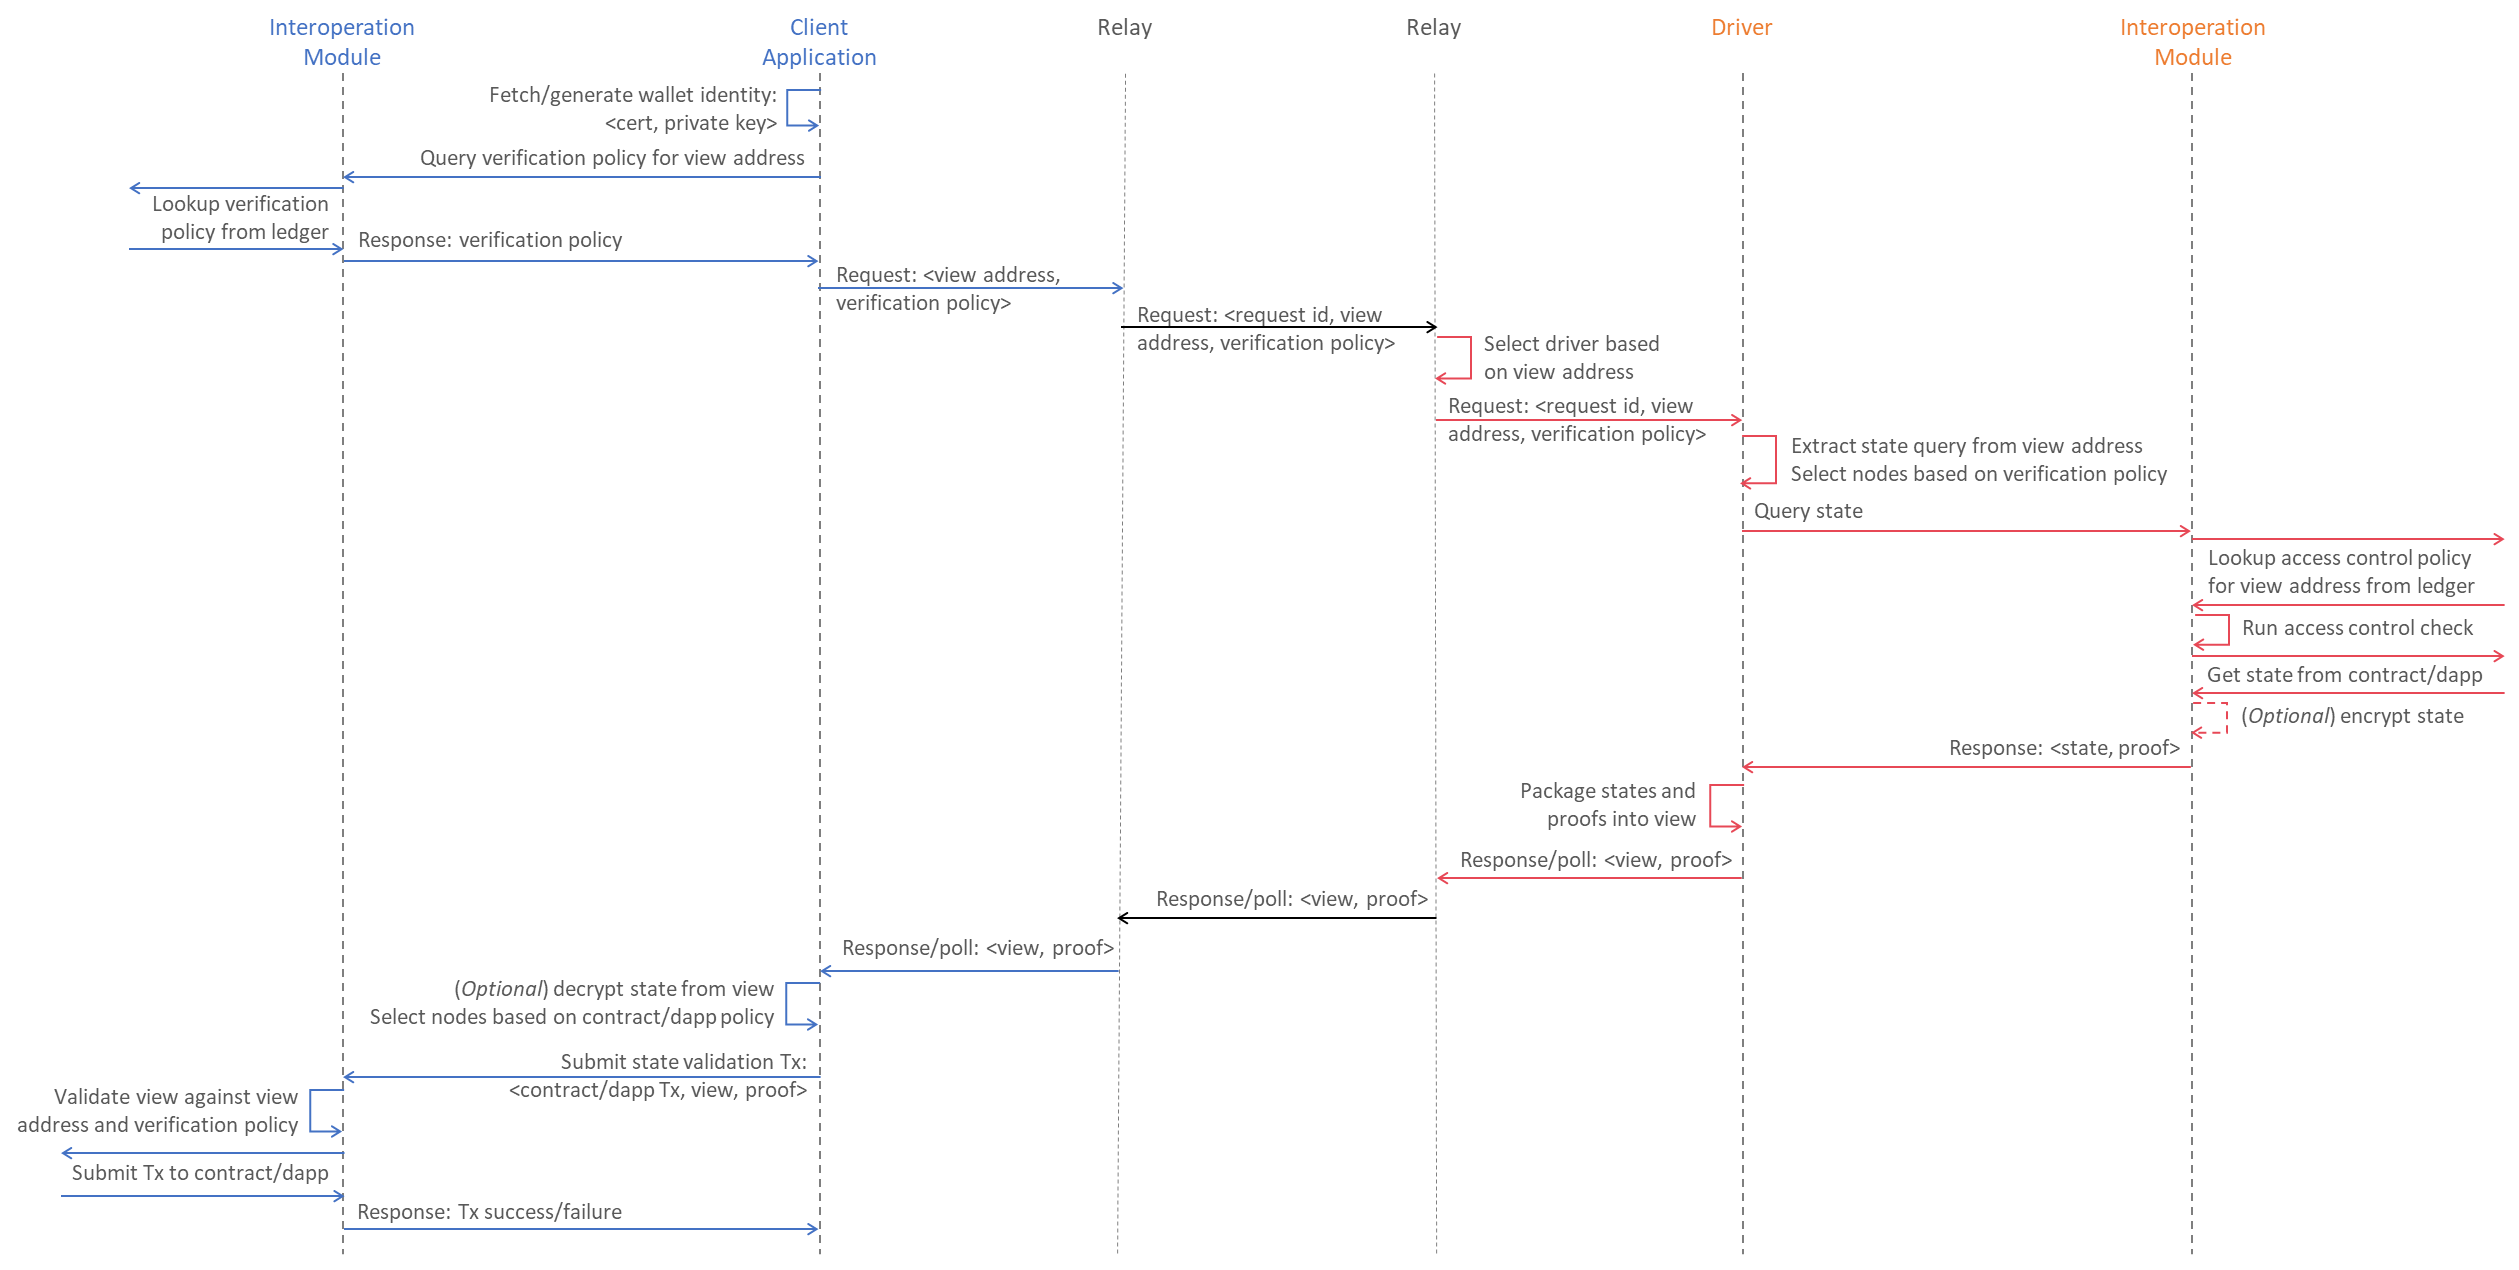 Interoperation
Module
Client
Application
Relay
Relay
Driver
Interoperation
Module
Fetch/generate wallet identity:
<cert, private key>
Query verification policy for view address
Lookup verification
policy from ledger
Response: verification policy
Request: <view address,
verification policy>
Request: <request id, view
address, verification policy>
Select driver based
on view address
Request: <request id, view
address, verification policy>
Extract state query from view address
Select nodes based on verification policy
Query state
Lookup access control policy
for view address from ledger
Run access control check
Get state from contract/dapp
(Optional) encrypt state
Response: <state, proof>
Package states and
proofs into view
Response/poll: <view, proof>
Response/poll: <view, proof>
Response/poll: <view, proof>
(Optional) decrypt state from view
Select nodes based on contract/dapp policy
Submit state validation Tx:
<contract/dapp Tx, view, proof>
Validate view against view
address and verification policy
Submit Tx to contract/dapp
Response: Tx success/failure